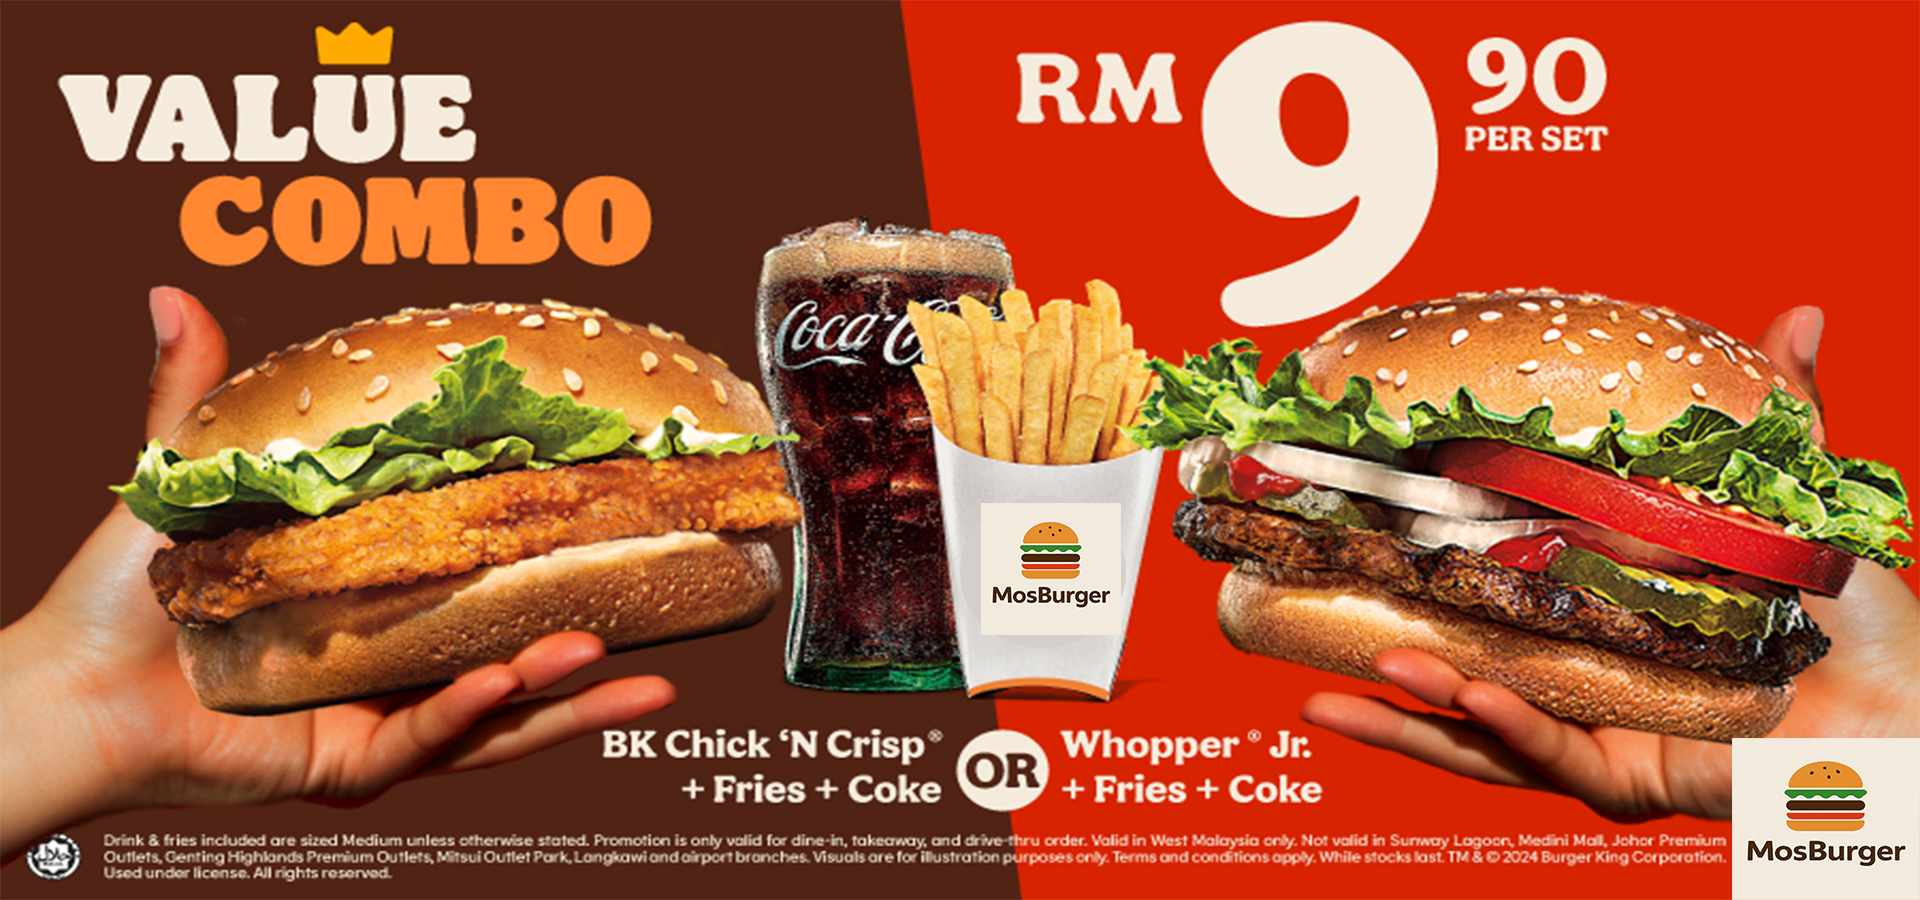 VALUE
COMBO
RM 9 90
PER SET
Coca-C
MosBurger
BK Chick ‘N Crisp®
+ Fries + Coke
OR
Whopper® Jr.
+ Fries + Coke
Drink & fries included are sized Medium unless otherwise stated. Promotion is only valid for dine-in, takeaway, and drive-thru order. Valid in West Malaysia only. Not valid in Sunway Lagoon, Medini Mall, Johor Premium
Outlets, Genting Highlands Premium Outlets, Mitsui Outlet Park, Langkawi and airport branches. Visuals are for illustration purposes only. Terms and conditions apply. While stocks last. TM & © 2024 Burger King Corporation.
Used under license. All rights reserved.
MosBurger